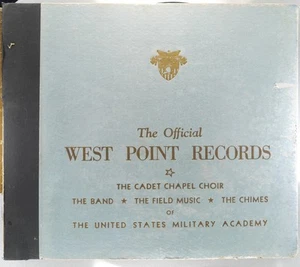 The Official
WEST POINT RECORDS
THE CADET CHAPEL CHOIR
THE BAND ★ THE FIELD MUSIC ★ THE CHIMES
OF
THE UNITED STATES MILITARY ACADEMY